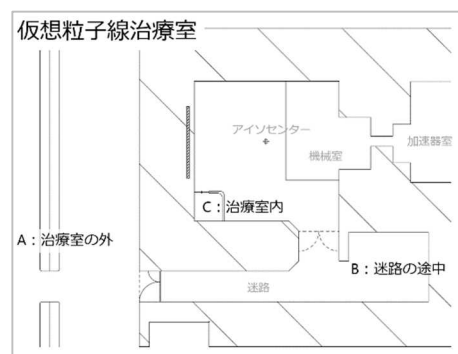 仮想粒子線治療室
アイソセンター
加速器室
機械室
C：治療室内
A：治療室の外
B：迷路の途中
迷路